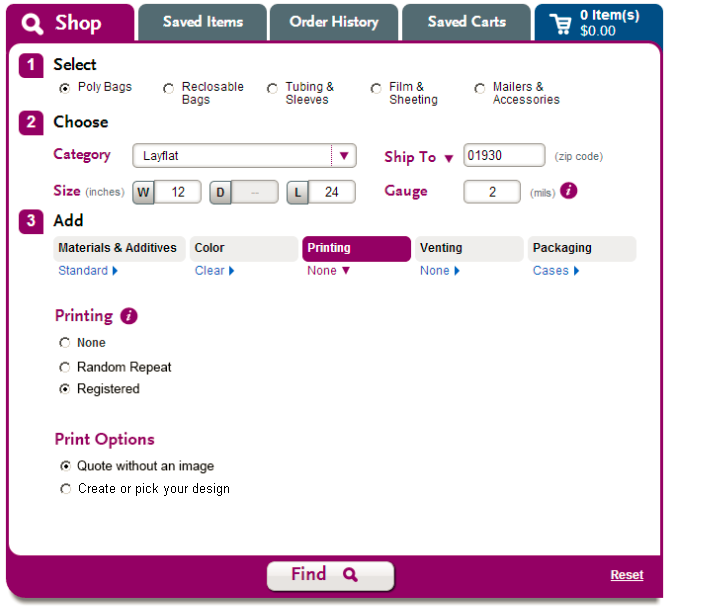 Shop Saved Items Order History Saved Carts 0 Item(s)
$0.00
1 Select
Poly Bags Reclosable Bags Tubing & Sleeves Film & Sheeting Mailers & Accessories
2 Choose
Category Layflat Ship To 01930 (zip code)
Size (inches) W 12 D -- L 24 Gauge 2 (mils) i
3 Add
Materials & Additives Color Printing Venting Packaging
Standard Clear None None Cases
Printing i
None
Random Repeat
Registered
Print Options
Quote without an image
Create or pick your design
Find Reset